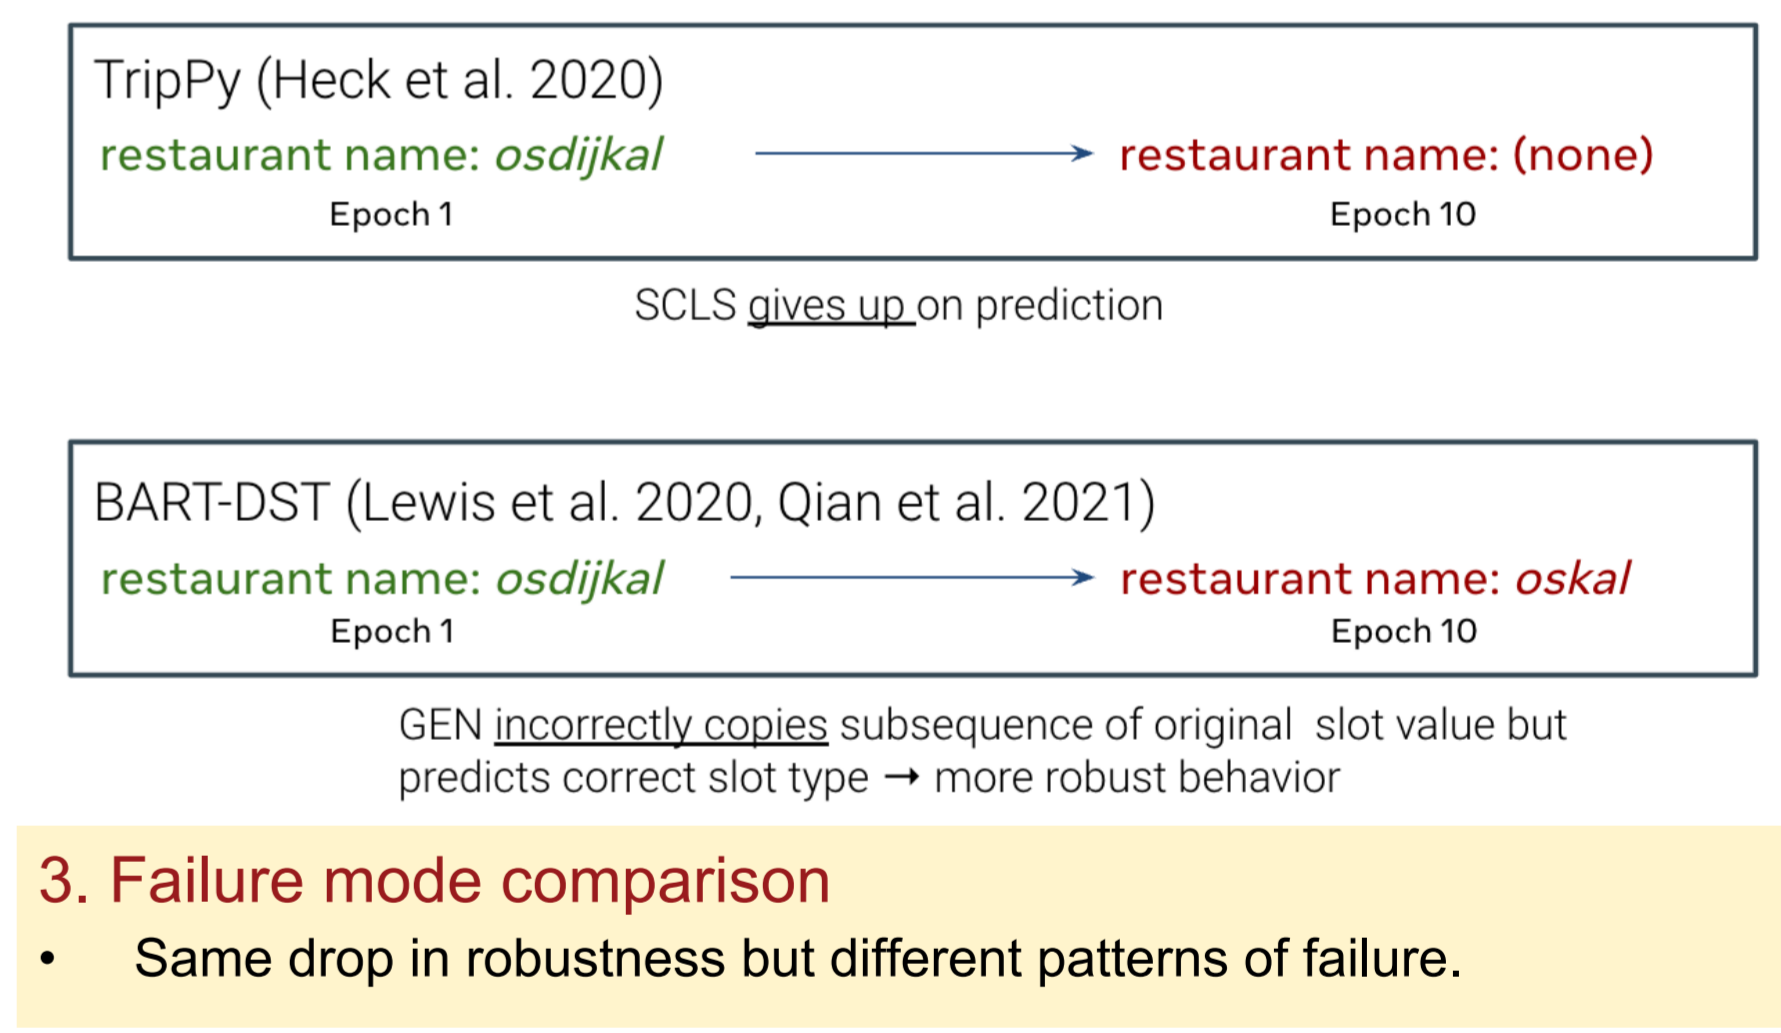 TripPy (Heck et al. 2020)
restaurant name: osdijkal → restaurant name: (none)
Epoch 1 Epoch 10
SCLS gives up on prediction
BART-DST (Lewis et al. 2020, Qian et al. 2021)
restaurant name: osdijkal → restaurant name: oskal
Epoch 1 Epoch 10
GEN incorrectly copies subsequence of original slot value but
predicts correct slot type → more robust behavior
3. Failure mode comparison
• Same drop in robustness but different patterns of failure.